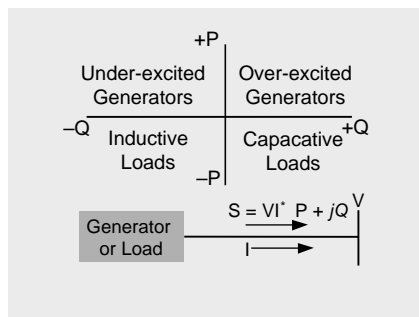 +P
Under-excited
Generators
Over-excited
Generators
–Q
+Q
Inductive
Loads
Capacative
Loads
–P
V
S = VI* P + jQ
Generator
or Load
I